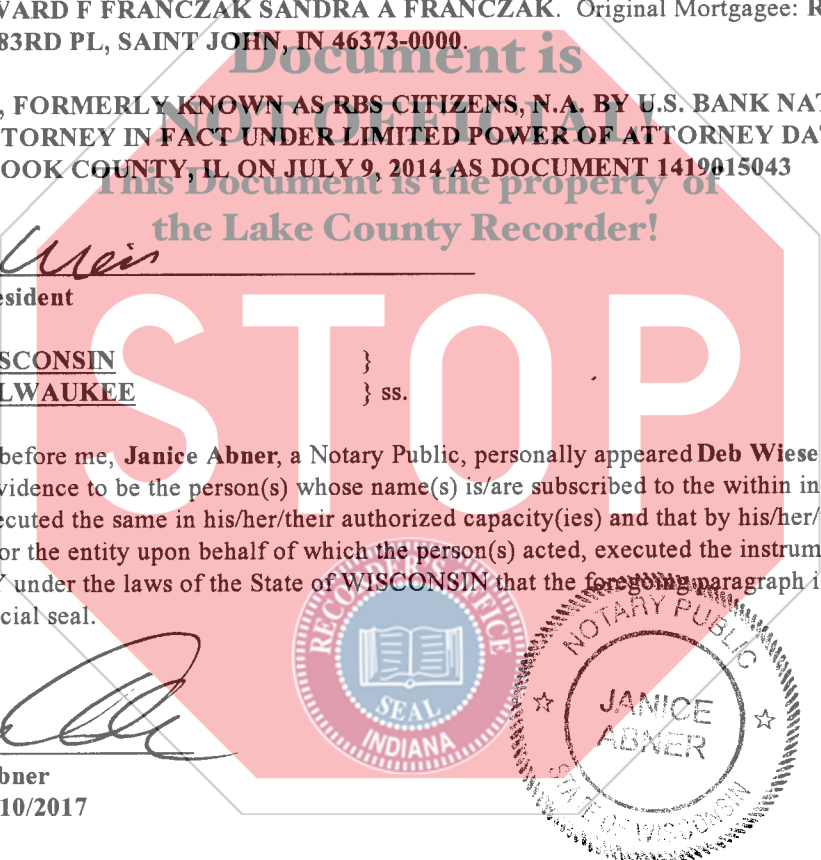 VARD F FRANCZAK SANDRA A FRANCZAK. Original Mortgagee: R
83RD PL, SAINT JOHN, IN 46373-0000.
Document is
, FORMERLY KNOWN AS RBS CITIZENS, N.A. BY U.S. BANK NAT
NOT OFFICIAL
TORNEY IN FACT UNDER LIMITED POWER OF ATTORNEY DA
OOK COUNTY, IL ON JULY 9, 2014 AS DOCUMENT 1419015043
This Document is the property of
the Lake County Recorder!
esident
STOP
SCONSIN }
LWAUKEE } ss.
before me, Janice Abner, a Notary Public, personally appeared Deb Wiese
vidence to be the person(s) whose name(s) is/are subscribed to the within in
ecuted the same in his/her/their authorized capacity(ies) and that by his/her/
or the entity upon behalf of which the person(s) acted, executed the instrum
Y under the laws of the State of WISCONSIN that the foregoing paragraph i
cial seal.
RECORDER'S OFFICE
SEAL
INDIANA
NOTARY PUBLIC
JANICE
ABNER
STATE OF WISCONSIN
bner
10/2017